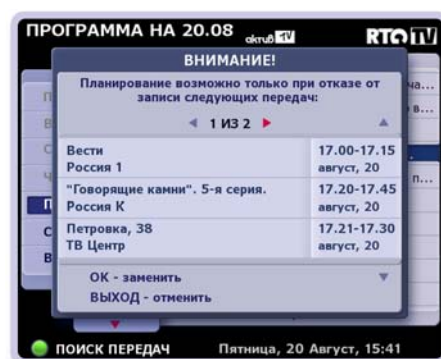 ПРОГРАММА НА 20.08 актив TV RTO TV
ВНИМАНИЕ!
Планирование возможно только при отказе от
записи следующих передач:
1 ИЗ 2
Вести 17.00-17.15
Россия 1 август, 20
"Говорящие камни". 5-я серия. 17.20-17.45
Россия К август, 20
Петровка, 38 17.21-17.30
ТВ Центр август, 20
ОК - заменить
ВЫХОД - отменить
ПОИСК ПЕРЕДАЧ Пятница, 20 Август, 15:41